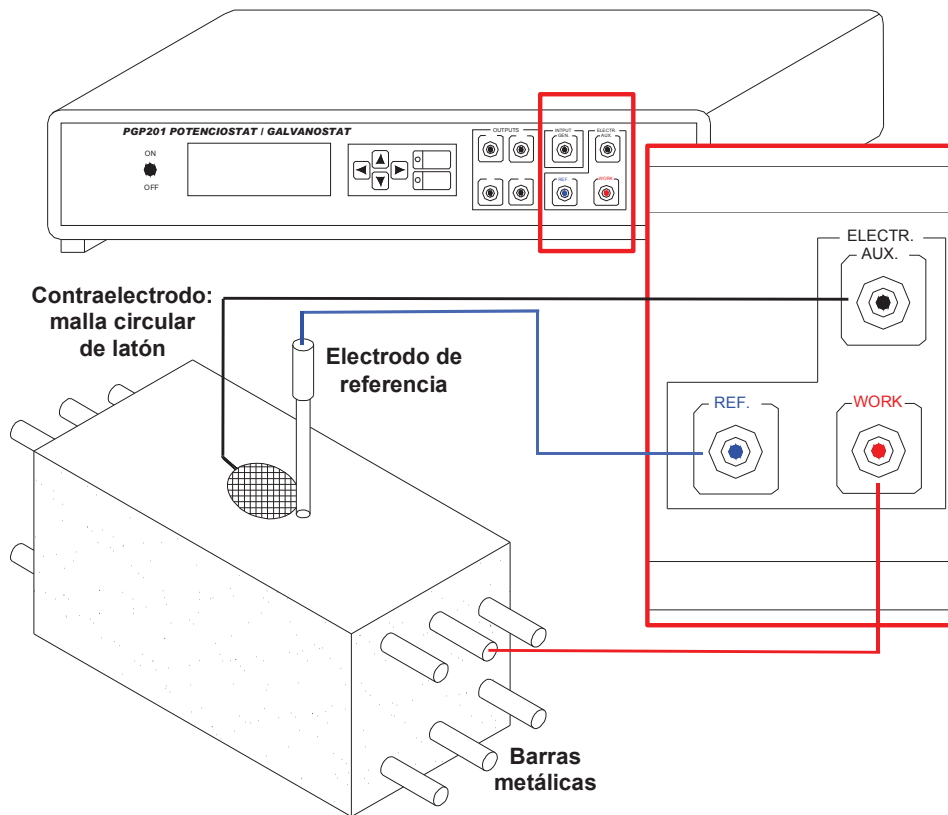 PGP201 POTENCIOSTAT / GALVANOSTAT
ON
OFF
OUTPUTS
INTPUT
GEN.
ELECTR.
AUX.
REF.
WORK
ELECTR.
AUX.
REF.
WORK
Contraelectrodo:
malla circular
de latón
Electrodo de
referencia
Barras
metálicas